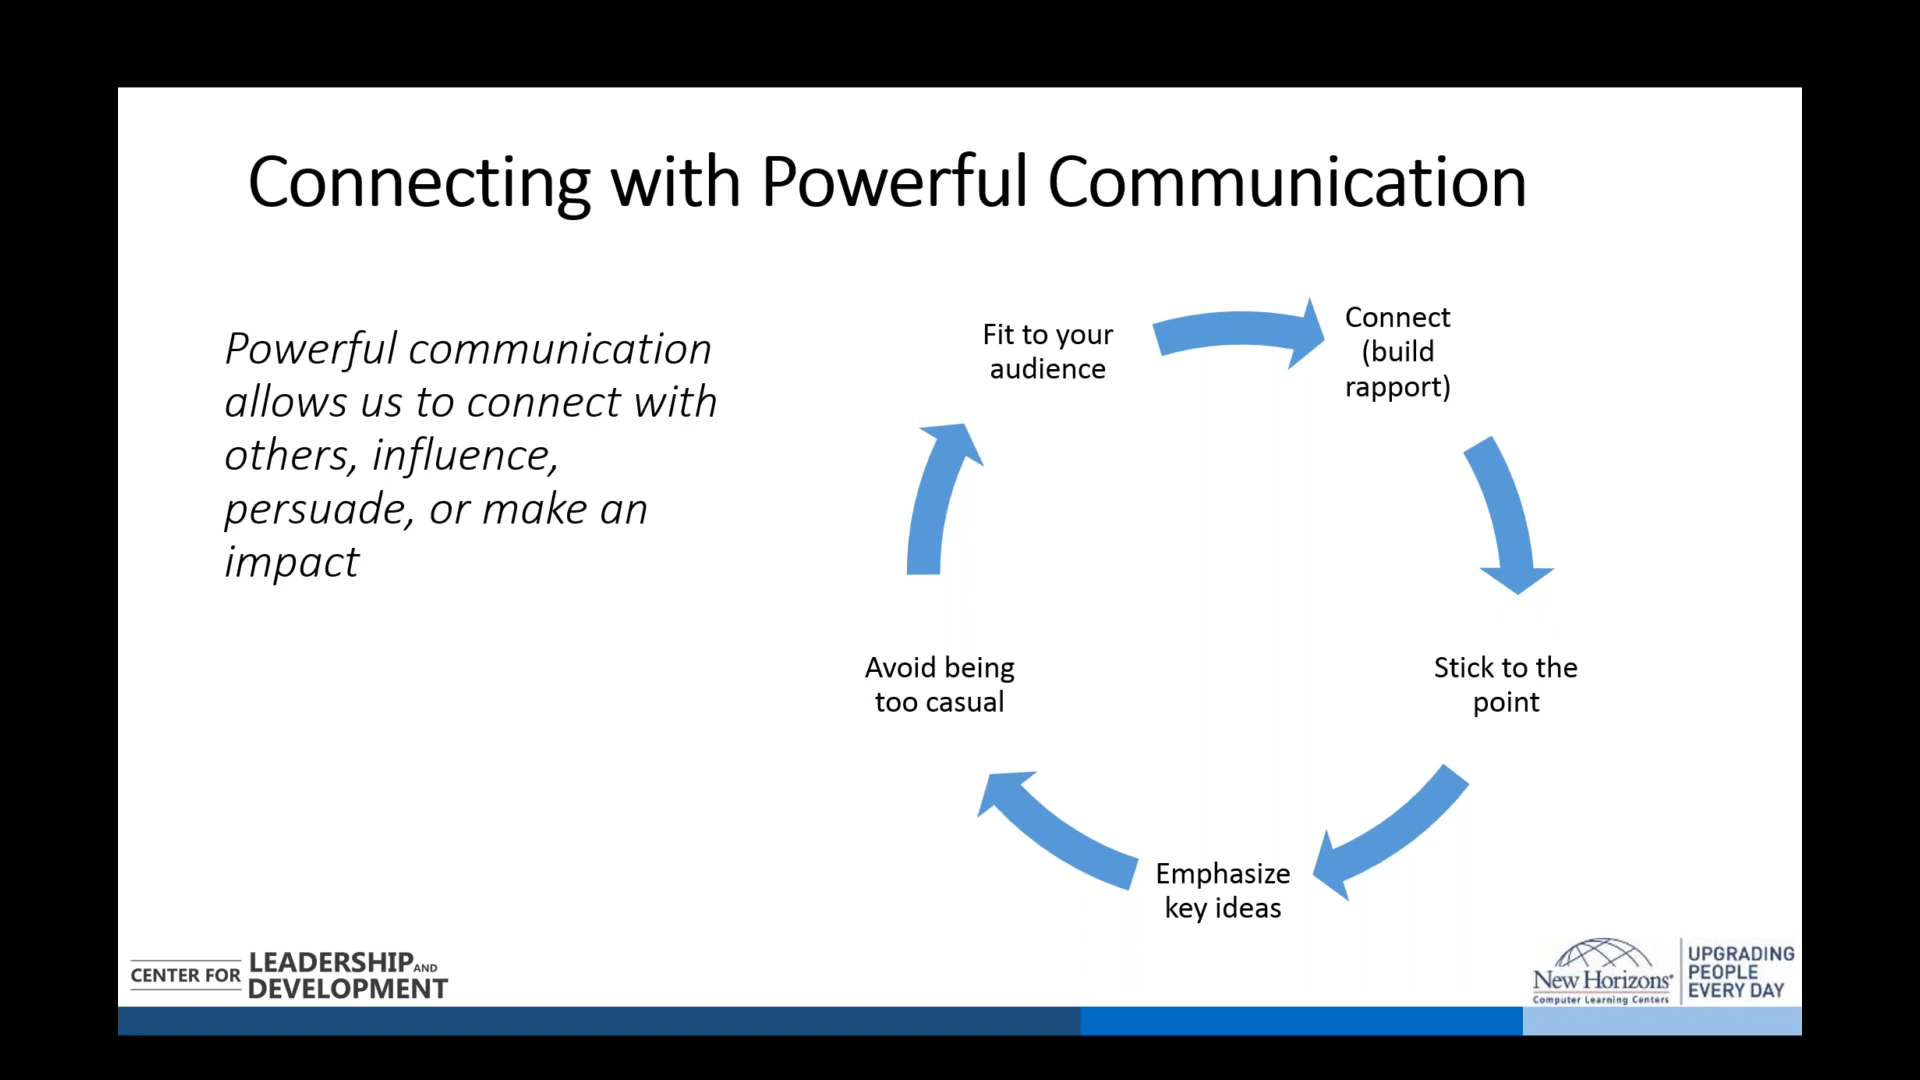 Connecting with Powerful Communication
Powerful communication
allows us to connect with
others, influence,
persuade, or make an
impact
Fit to your
audience
Connect
(build
rapport)
Stick to the
point
Emphasize
key ideas
Avoid being
too casual
CENTER FOR LEADERSHIP AND
DEVELOPMENT
New Horizons®
Computer Learning Centers
UPGRADING
PEOPLE
EVERY DAY